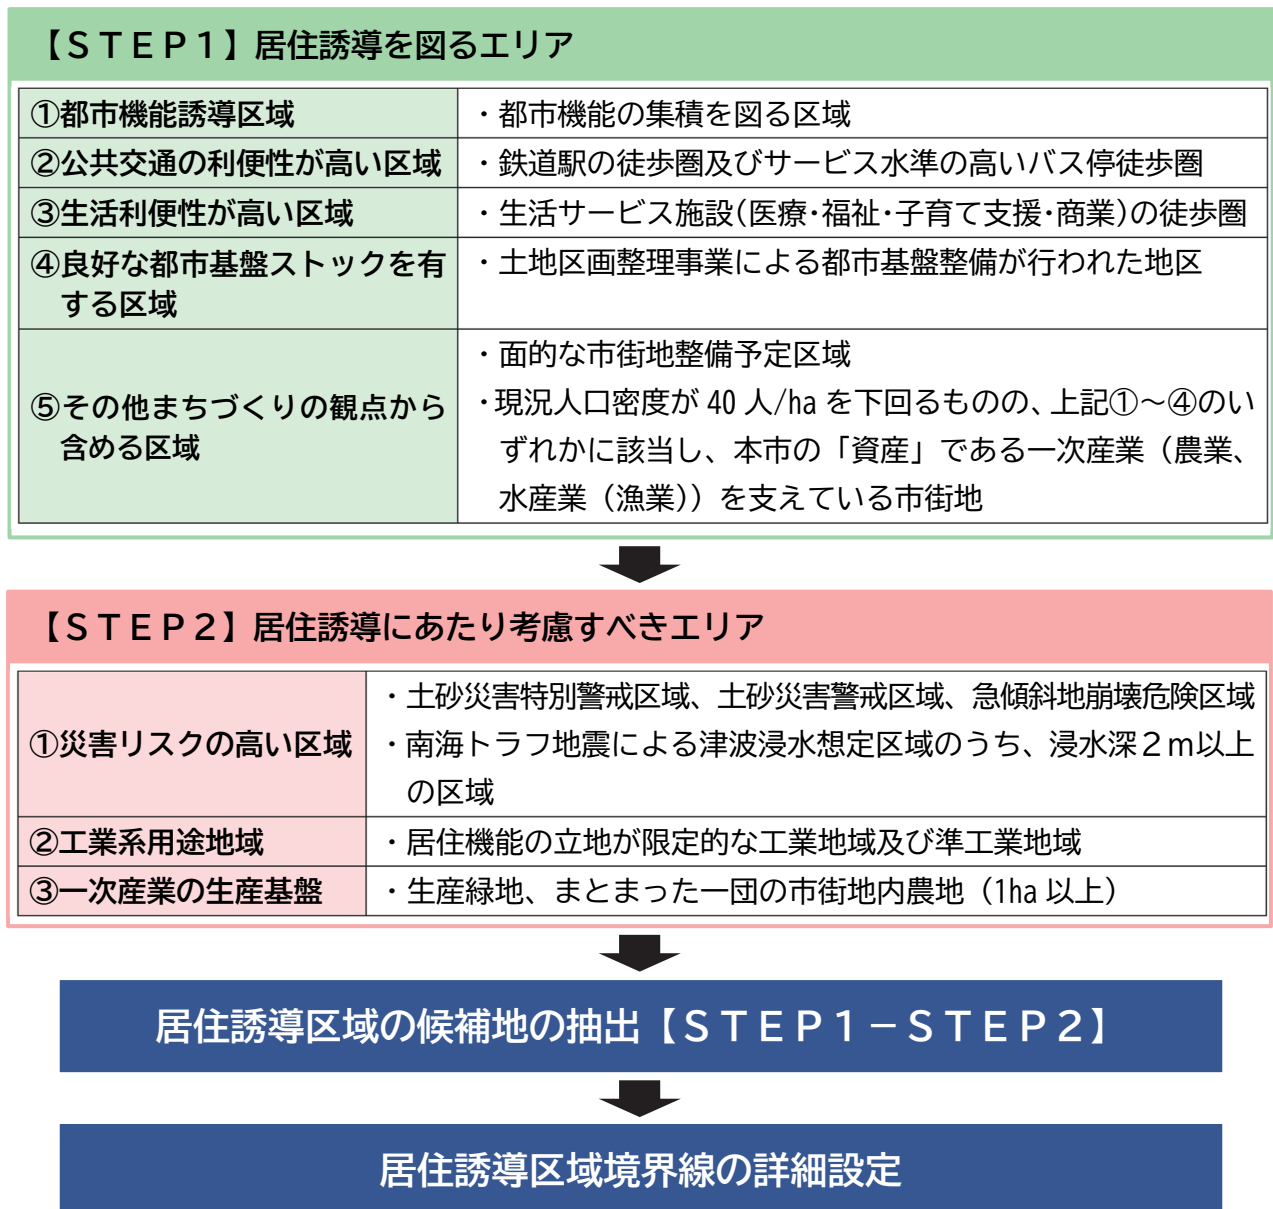 【ＳＴＥＰ１】居住誘導を図るエリア
①都市機能誘導区域
・都市機能の集積を図る区域
②公共交通の利便性が高い区域
・鉄道駅の徒歩圏及びサービス水準の高いバス停徒歩圏
③生活利便性が高い区域
・生活サービス施設(医療・福祉・子育て支援・商業)の徒歩圏
④良好な都市基盤ストックを有
する区域
・土地区画整理事業による都市基盤整備が行われた地区
⑤その他まちづくりの観点から
含める区域
・面的な市街地整備予定区域
・現況人口密度が 40 人/ha を下回るものの、上記①～④のい
ずれかに該当し、本市の「資産」である一次産業（農業、
水産業（漁業））を支えている市街地
【ＳＴＥＰ２】居住誘導にあたり考慮すべきエリア
①災害リスクの高い区域
・土砂災害特別警戒区域、土砂災害警戒区域、急傾斜地崩壊危険区域
・南海トラフ地震による津波浸水想定区域のうち、浸水深２ｍ以上
の区域
②工業系用途地域
・居住機能の立地が限定的な工業地域及び準工業地域
③一次産業の生産基盤
・生産緑地、まとまった一団の市街地内農地（1ha 以上）
居住誘導区域の候補地の抽出【ＳＴＥＰ１－ＳＴＥＰ２】
居住誘導区域境界線の詳細設定